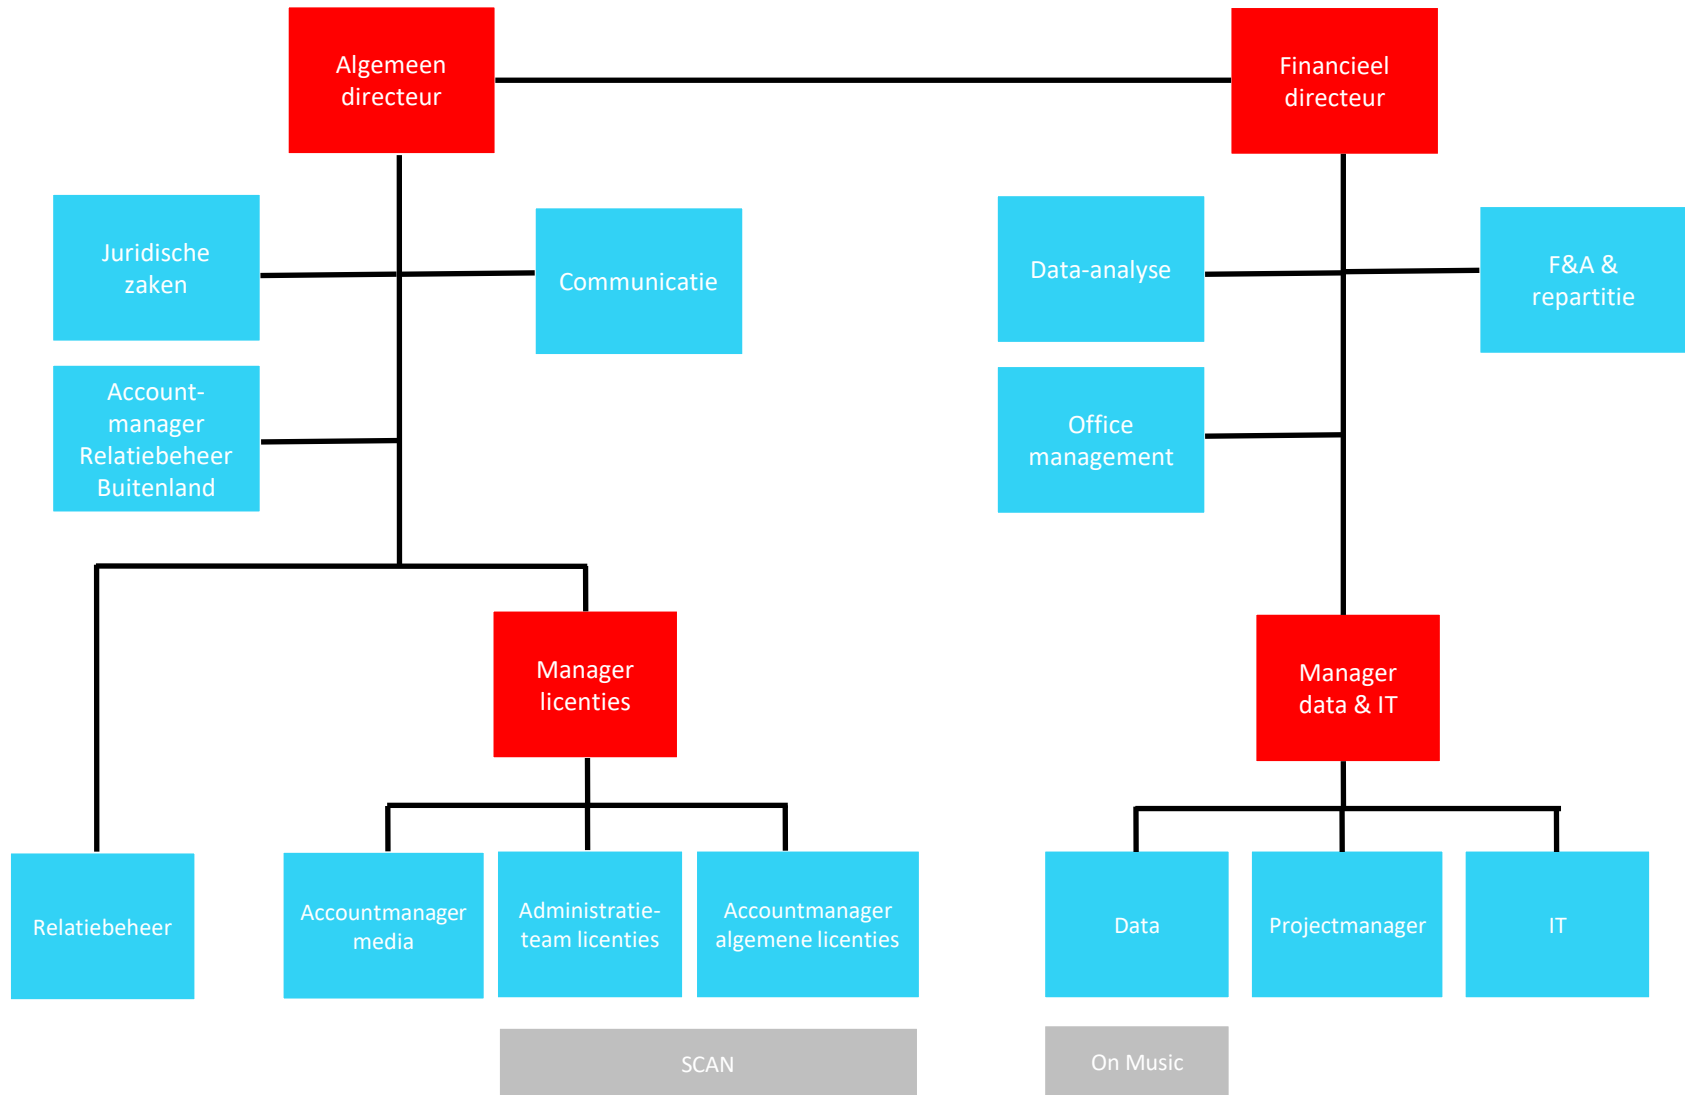 Algemeen
directeur
Financieel
directeur
Juridische
zaken
Communicatie
Data-analyse
F&A &
repartitie
Account-
manager
Relatiebeheer
Buitenland
Office
management
Manager
licenties
Manager
data & IT
Relatiebeheer
Accountmanager
media
Administratie-
team licenties
Accountmanager
algemene licenties
Data
Projectmanager
IT
SCAN
On Music